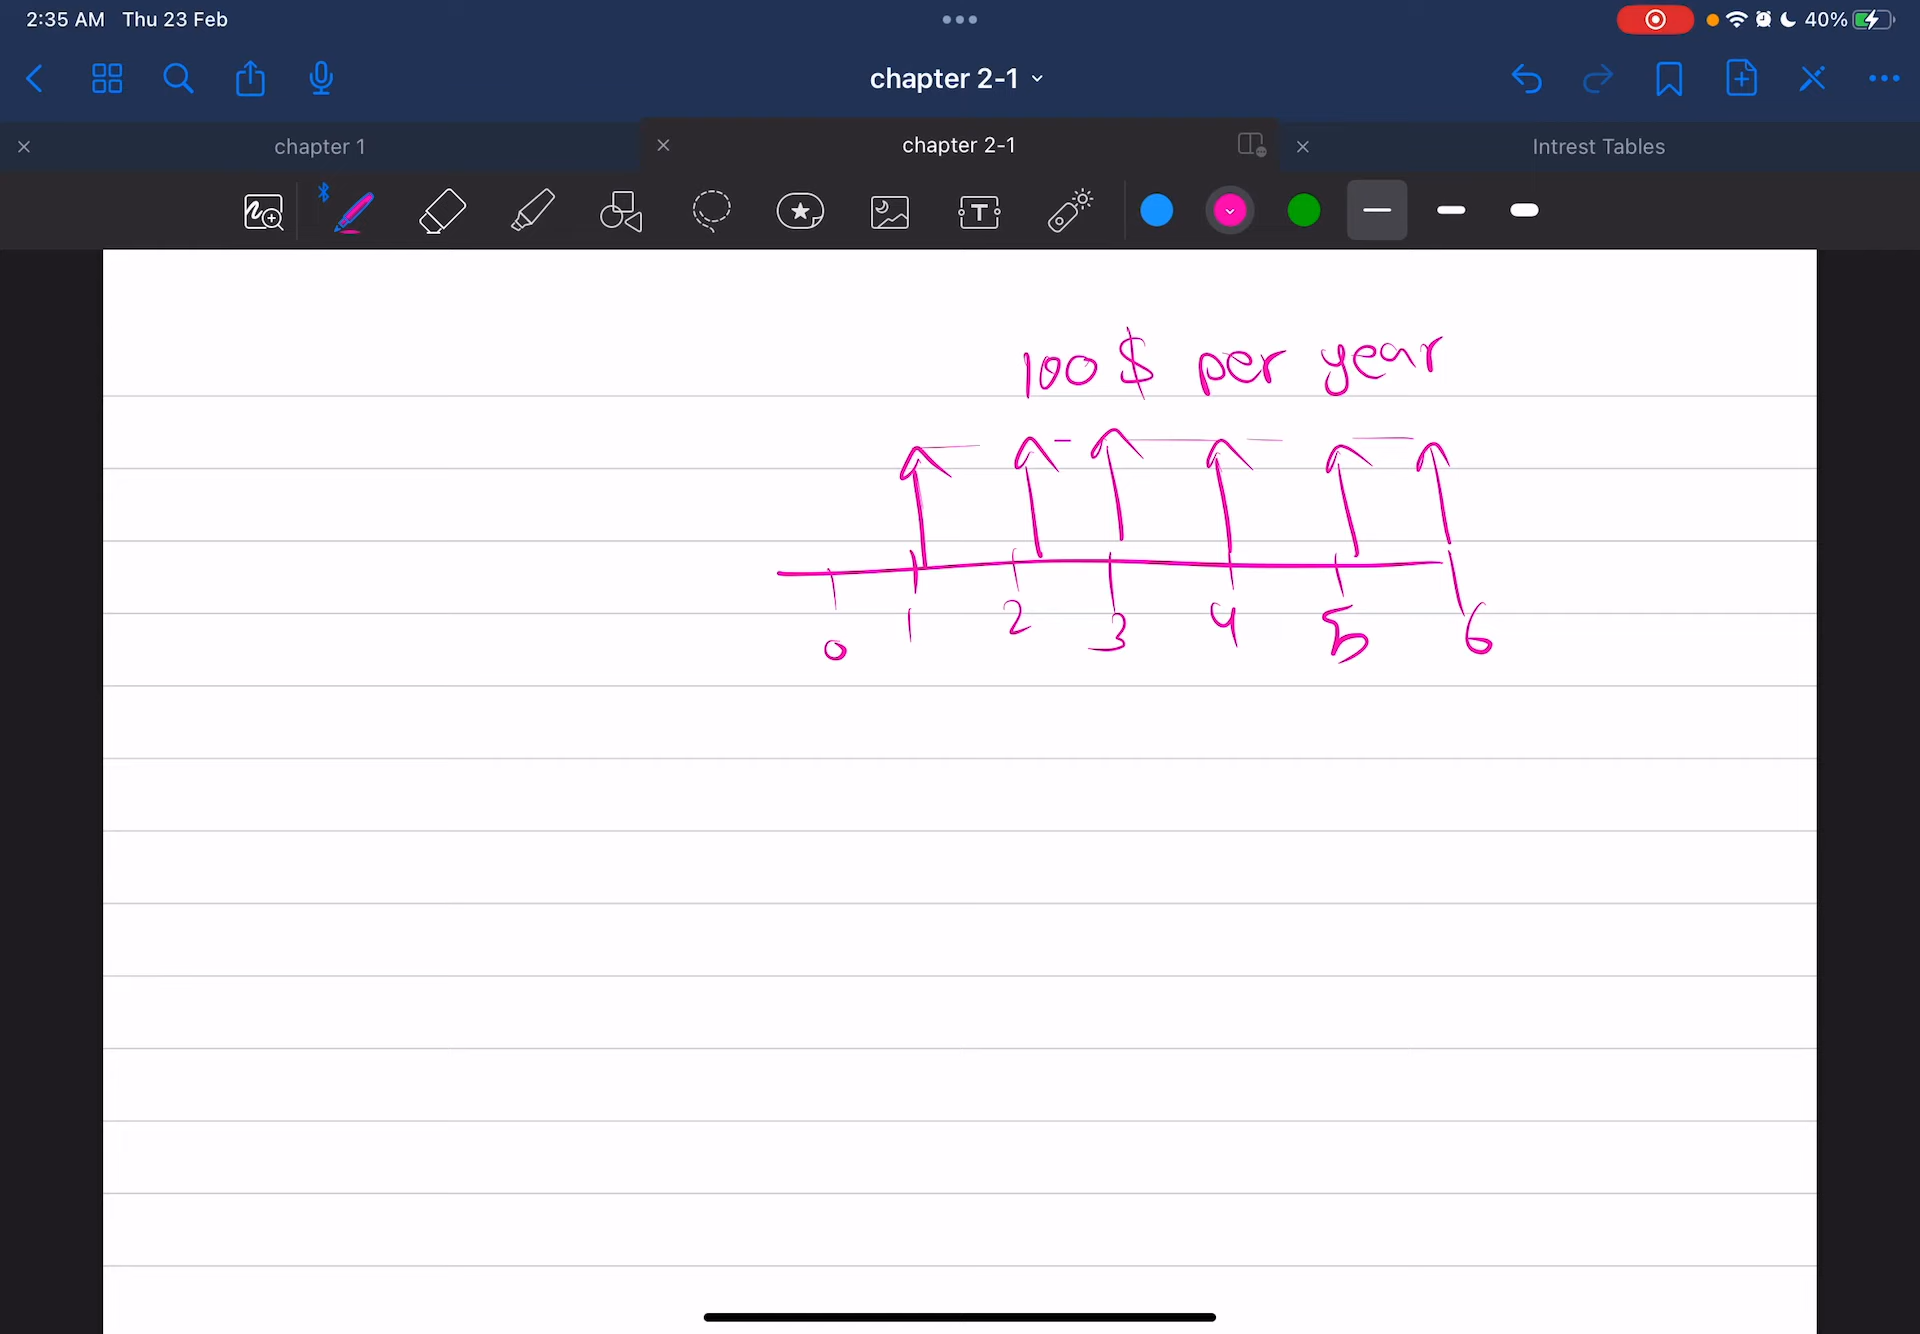 2:35 AM Thu 23 Feb
40%
chapter 2-1
chapter 1
chapter 2-1
Intrest Tables
T
100 $ per year
0 1 2 3 4 5 6